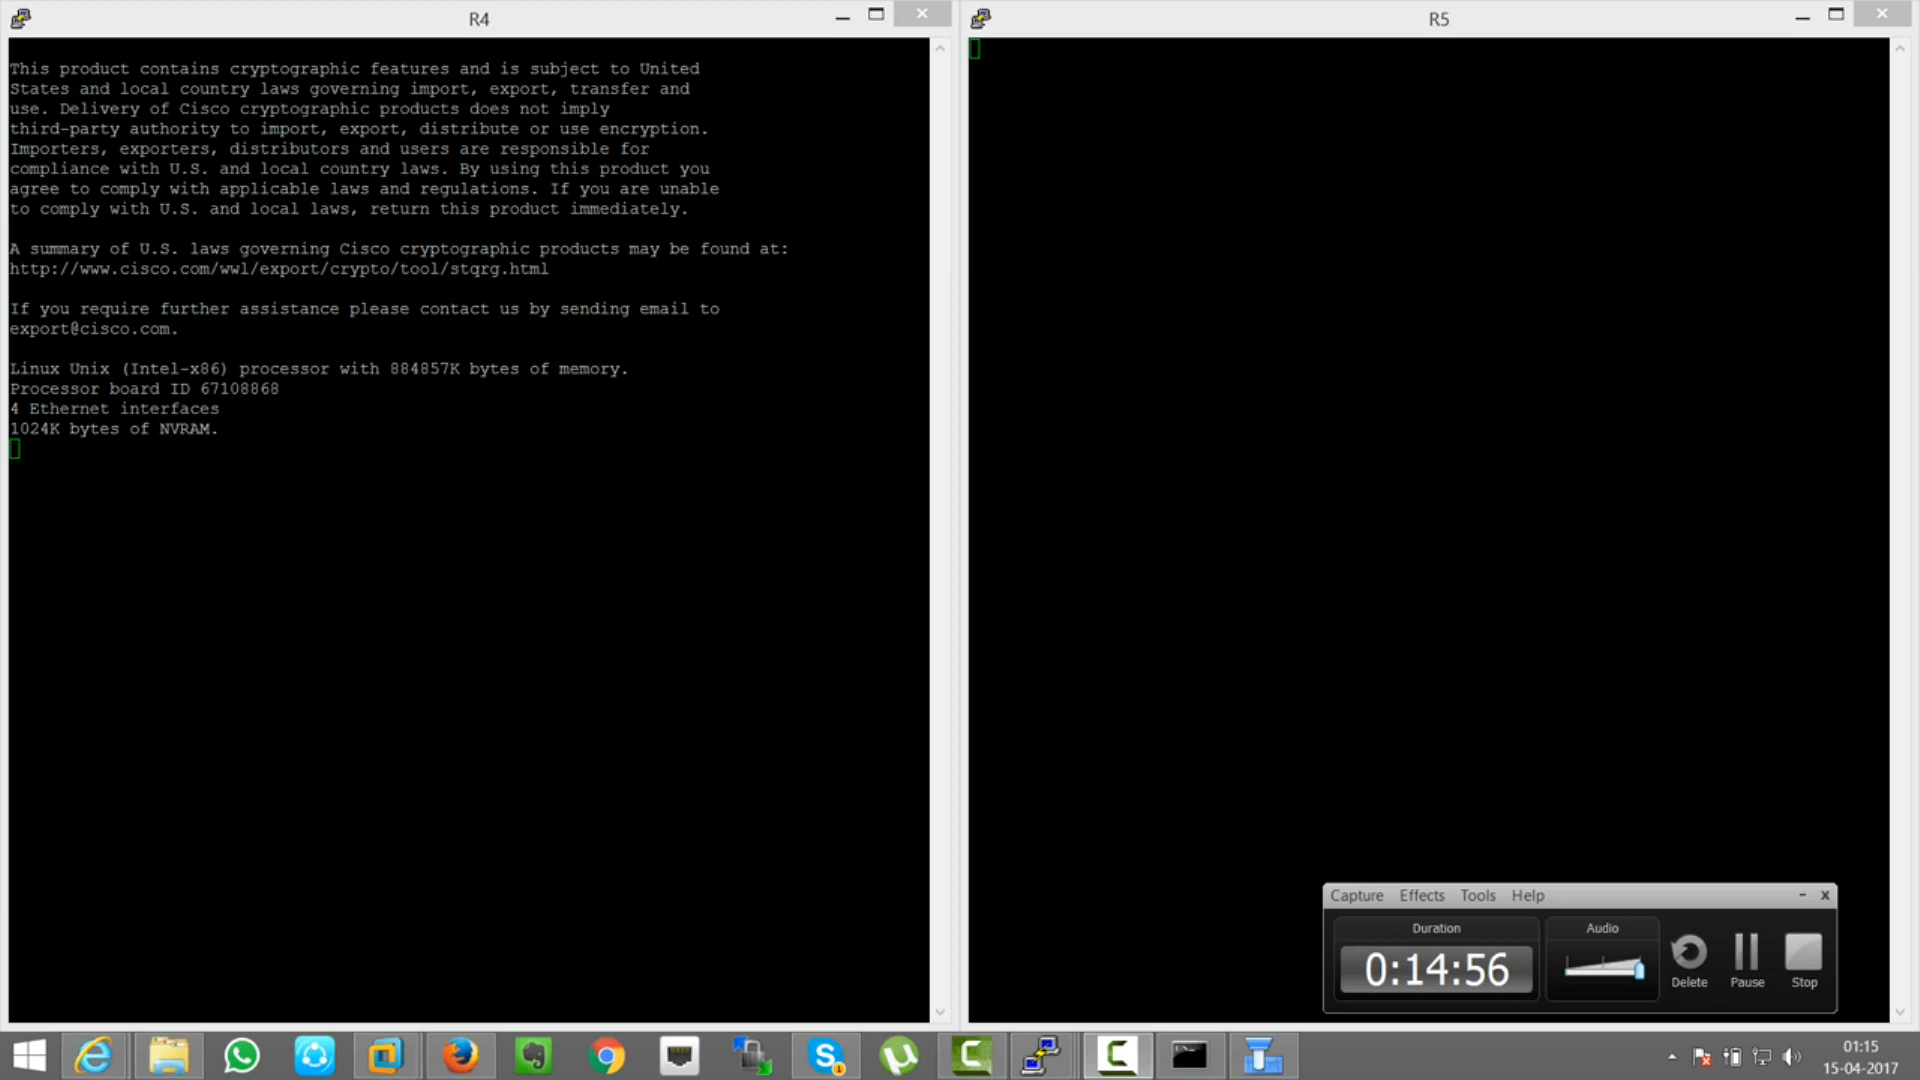 R4
This product contains cryptographic features and is subject to United
States and local country laws governing import, export, transfer and
use. Delivery of Cisco cryptographic products does not imply
third-party authority to import, export, distribute or use encryption.
Importers, exporters, distributors and users are responsible for
compliance with U.S. and local country laws. By using this product you
agree to comply with applicable laws and regulations. If you are unable
to comply with U.S. and local laws, return this product immediately.
A summary of U.S. laws governing Cisco cryptographic products may be found at:
http://www.cisco.com/wwl/export/crypto/tool/stqrg.html
If you require further assistance please contact us by sending email to
export@cisco.com.
Linux Unix (Intel-x86) processor with 884857K bytes of memory.
Processor board ID 67108868
4 Ethernet interfaces
1024K bytes of NVRAM.
R5
Capture Effects Tools Help
Duration
Audio
0:14:56
Delete
Pause
Stop
01:15
15-04-2017